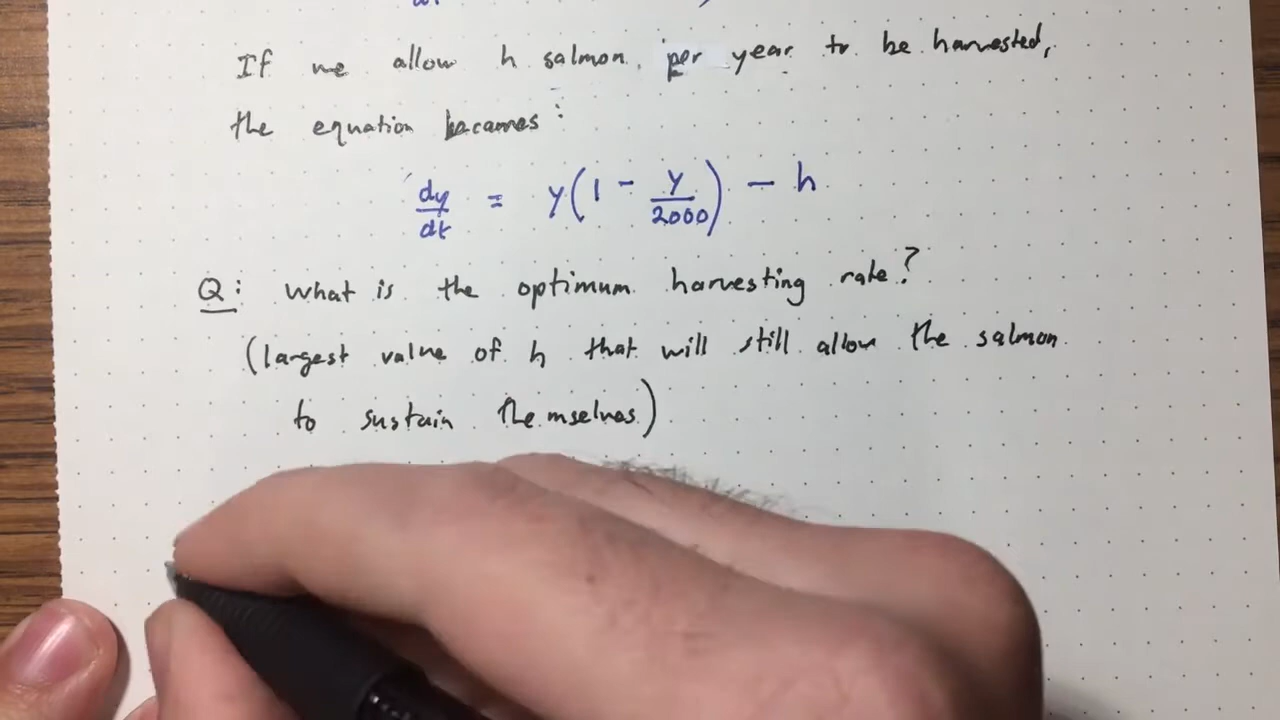 If we allow h salmon per year to be harvested,
the equation becomes:
dy/dt = y(1 - y/2000) - h
Q: What is the optimum harvesting rate?
(largest value of h that will still allow the salmon
to sustain themselves)